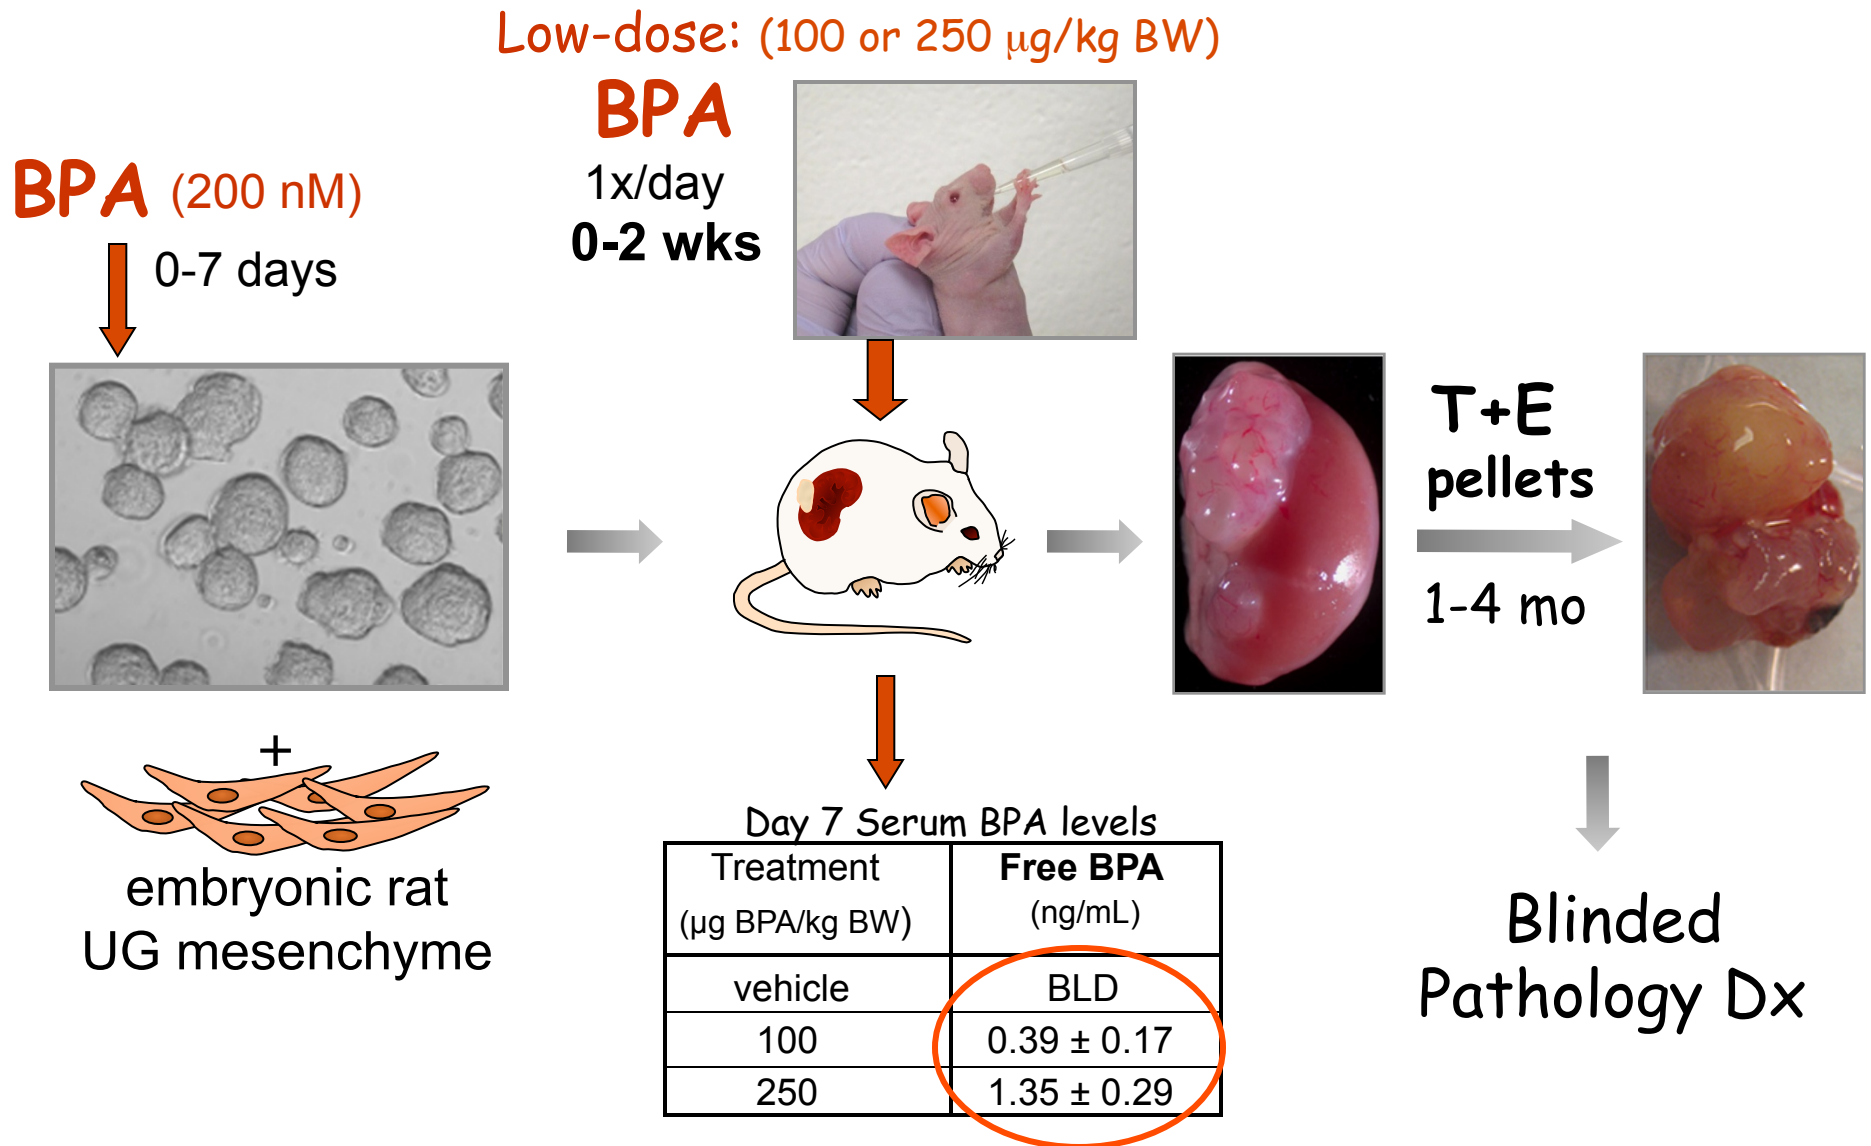 Low-dose: (100 or 250 μg/kg BW)
BPA
1x/day
0-2 wks
BPA (200 nM)
0-7 days
+
embryonic rat
UG mesenchyme
T+E
pellets
1-4 mo
Day 7 Serum BPA levels
Treatment Free BPA
(μg BPA/kg BW) (ng/mL)
vehicle BLD
100 0.39 ± 0.17
250 1.35 ± 0.29
Blinded
Pathology Dx